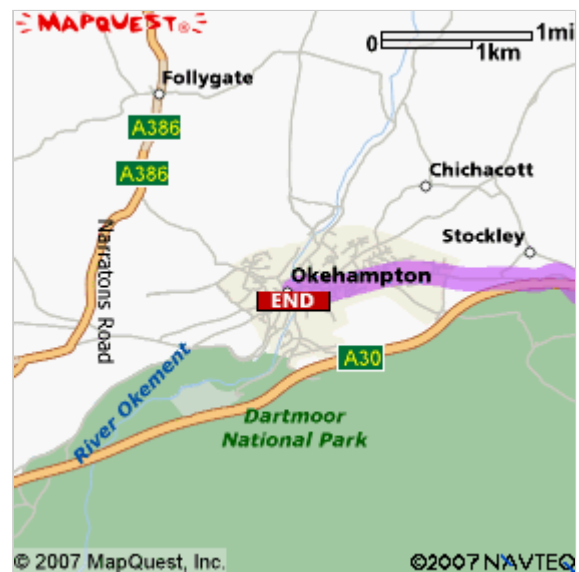 MAPQUEST®
0 1mi
1km
Follygate
A386
A386
Chichacott
Narratons Road
Stockley
Okehampton
END
A30
River Okement
Dartmoor
National Park
© 2007 MapQuest, Inc. ©2007 NAVTEQ